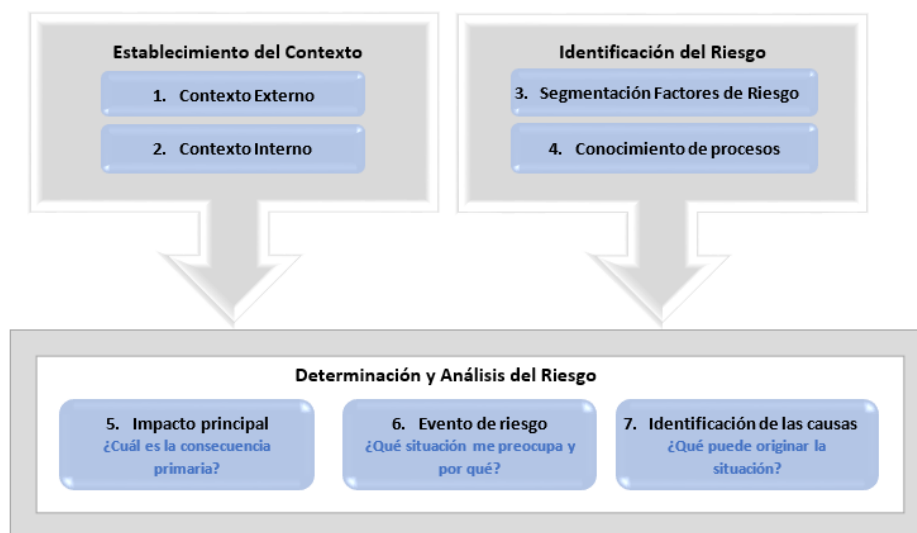 Establecimiento del Contexto
1. Contexto Externo
2. Contexto Interno
Identificación del Riesgo
3. Segmentación Factores de Riesgo
4. Conocimiento de procesos
Determinación y Análisis del Riesgo
5. Impacto principal
¿Cuál es la consecuencia
primaria?
6. Evento de riesgo
¿Qué situación me preocupa y
por qué?
7. Identificación de las causas
¿Qué puede originar la
situación?